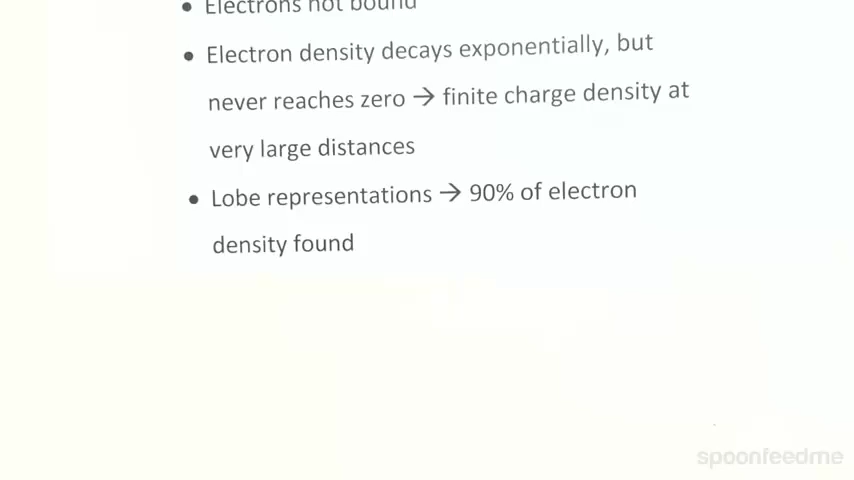 • Electrons not bound
• Electron density decays exponentially, but
never reaches zero → finite charge density at
very large distances
• Lobe representations → 90% of electron
density found
spoonfeedme